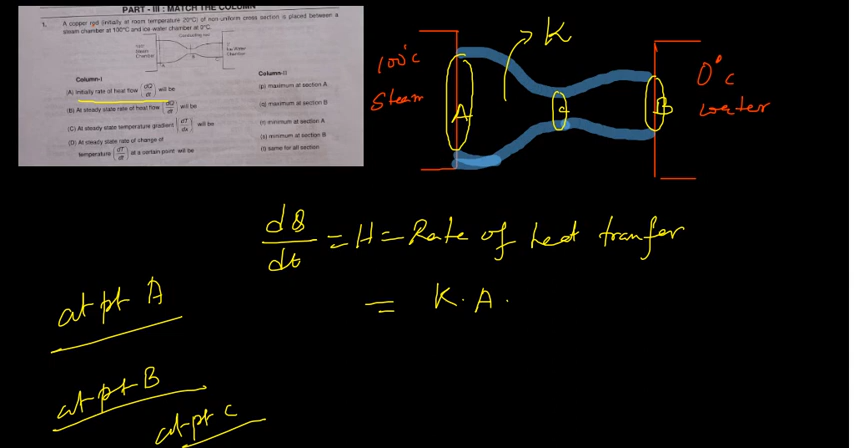 PART - III : MATCH THE COLUMN
1. A copper rod (initially at room temperature 20°C) of non-uniform cross section is placed between a
steam chamber at 100°C and ice-water chamber at 0°C.
Steam
Chamber
Ice Water
Chamber
Column-I
Column-II
(A) Initially rate of heat flow (dQ/dt) will be
(p) maximum at section A
(B) At steady state rate of heat flow (dQ/dt) will be
(q) maximum at section B
(C) At steady state temperature gradient (dT/dx) will be
(r) minimum at section A
(D) At steady state rate of change of
(s) minimum at section B
temperature (dT/dt) at a certain point will be
(t) same for all section
K
100°C
Steam
A
C
B
0°C
water
dQ/dt = H = Rate of heat tranfer
= K. A.
at pt A
at pt B
at pt C